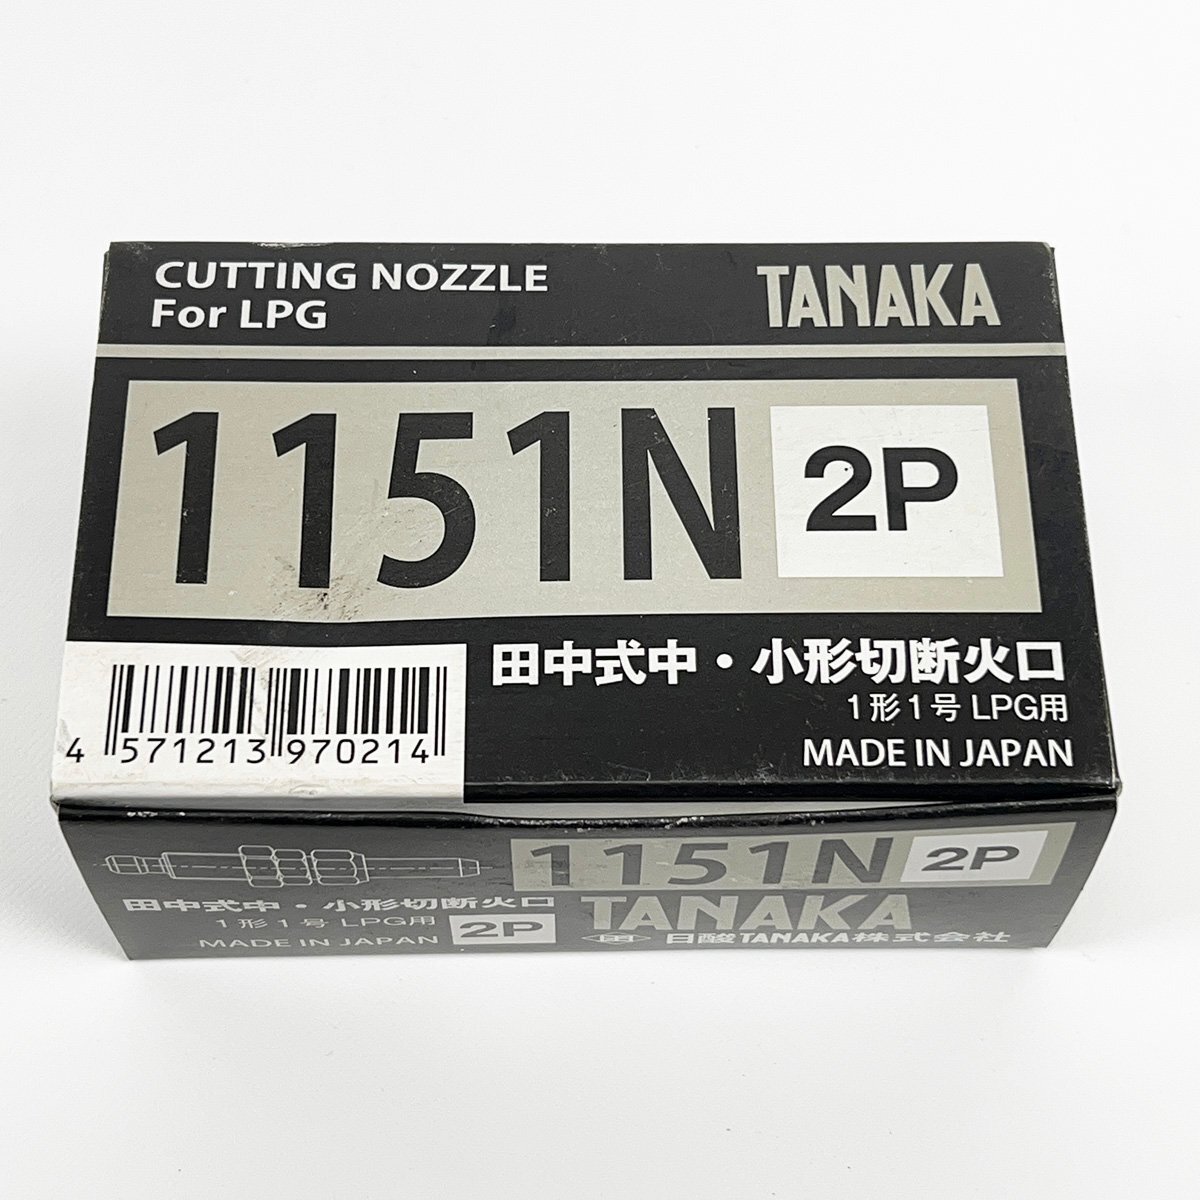 CUTTING NOZZLE
For LPG
TANAKA
1151N
2P
田中式中・小形切断火口
1形1号 LPG用
MADE IN JAPAN
4 571213 970214
1151N 2P
田中式中・小形切断火口
1形1号 LPG用
MADE IN JAPAN
2P
TANAKA
日酸TANAKA株式会社